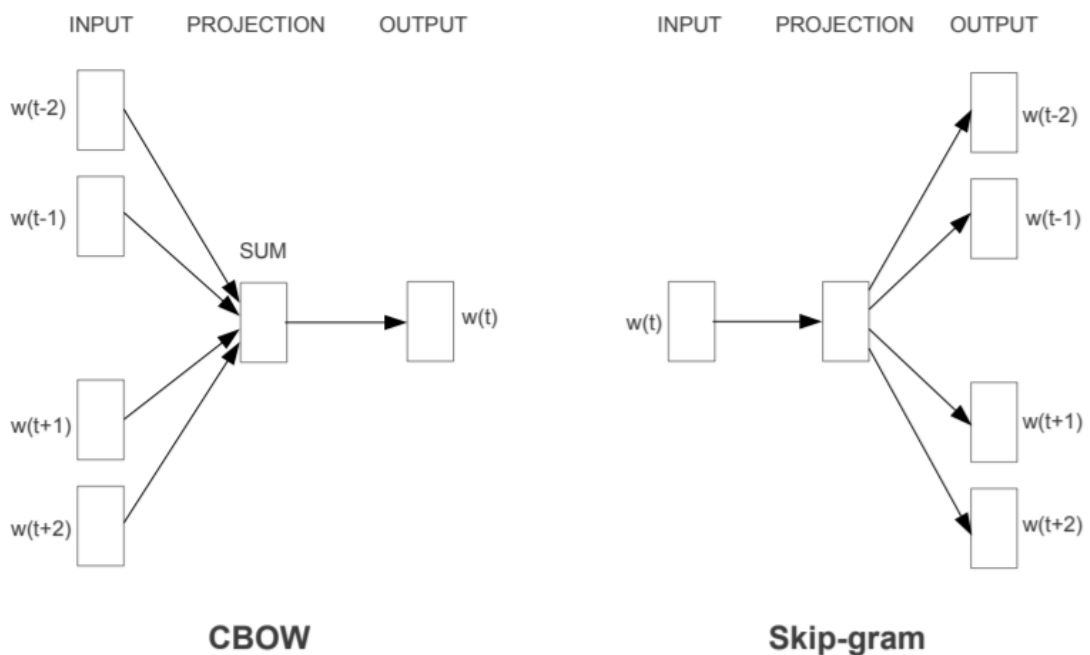 INPUT PROJECTION OUTPUT
w(t-2)
w(t-1)
SUM
w(t)
w(t+1)
w(t+2)
CBOW
INPUT PROJECTION OUTPUT
w(t-2)
w(t-1)
w(t)
w(t+1)
w(t+2)
Skip-gram